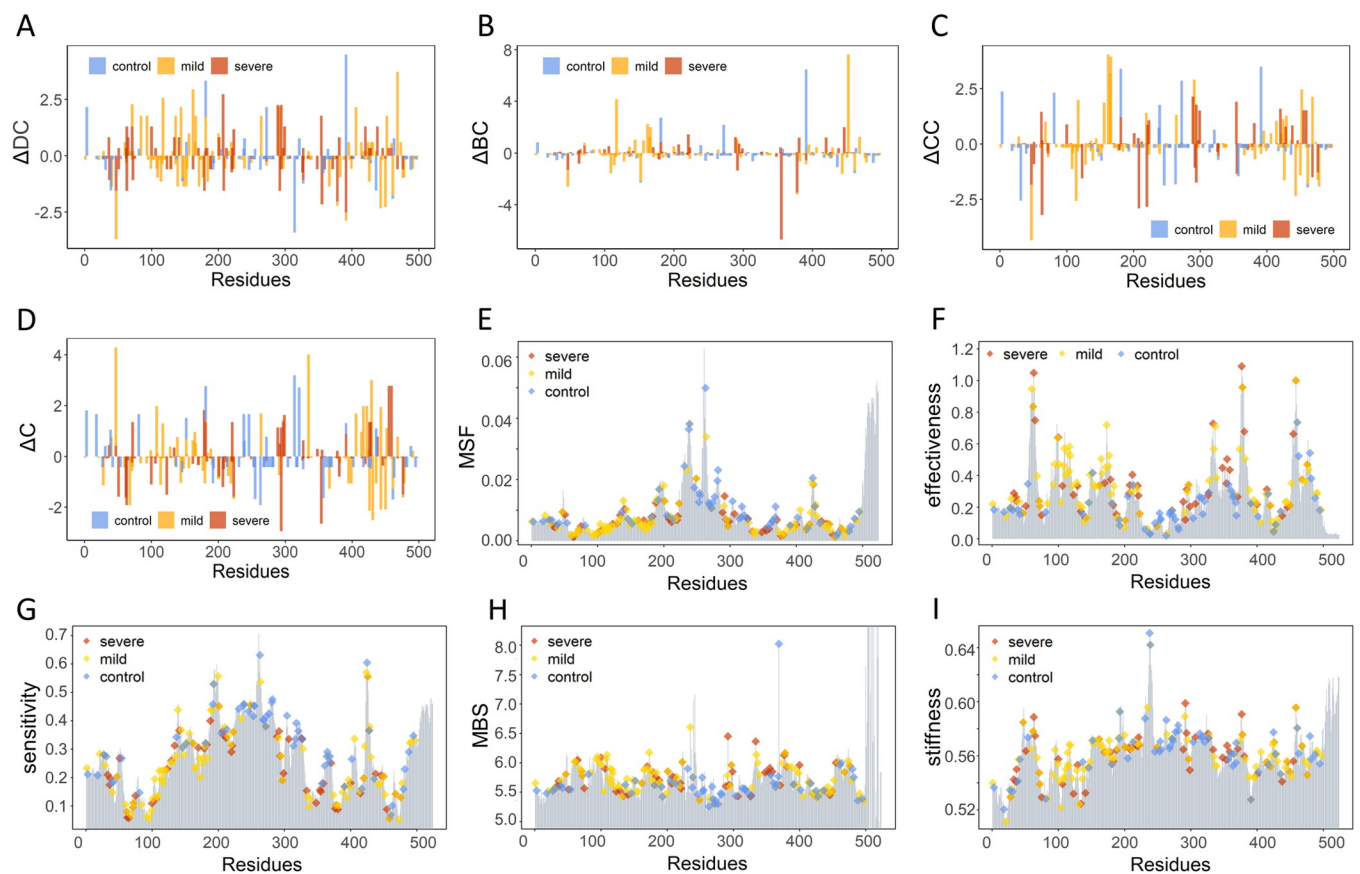 A
control mild severe
ΔDC
2.5
0.0
-2.5
0 100 200 300 400 500
Residues
B
control mild severe
ΔBC
8
4
0
-4
0 100 200 300 400 500
Residues
C
ΔCC
2.5
0.0
-2.5
control mild severe
0 100 200 300 400 500
Residues
D
ΔC
4
2
0
-2
control mild severe
0 100 200 300 400 500
Residues
E
severe
mild
control
MSF
0.06
0.04
0.02
0.00
0 100 200 300 400 500
Residues
F
severe mild control
effectiveness
1.2
1.0
0.8
0.6
0.4
0.2
0.0
0 100 200 300 400 500
Residues
G
severe
mild
control
sensitivity
0.7
0.6
0.5
0.4
0.3
0.2
0.1
0 100 200 300 400 500
Residues
H
severe
mild
control
MBS
8.0
7.5
7.0
6.5
6.0
5.5
5.0
0 100 200 300 400 500
Residues
I
severe
mild
control
stiffness
0.64
0.60
0.56
0.52
0 100 200 300 400 500
Residues